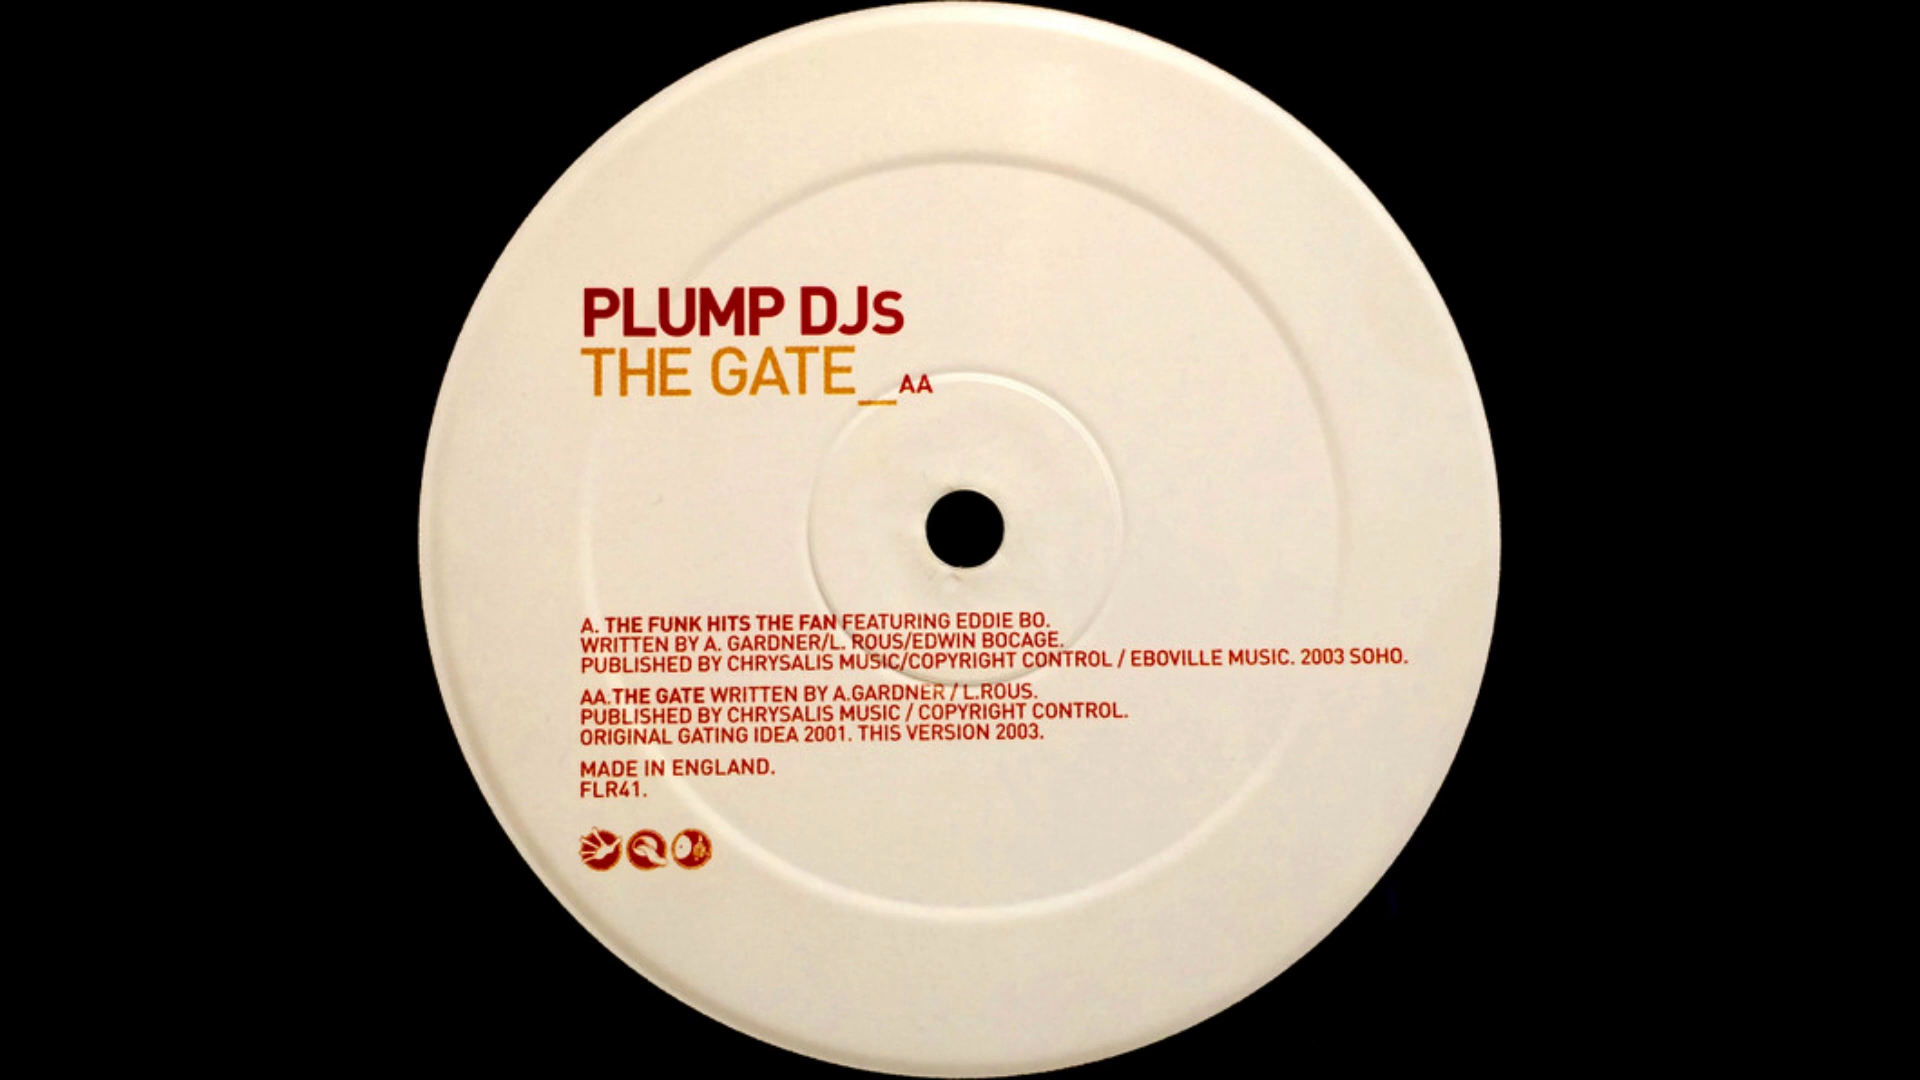 PLUMP DJs
THE GATE_AA
A. THE FUNK HITS THE FAN FEATURING EDDIE BO.
WRITTEN BY A. GARDNER/L. ROUS/EDWIN BOCAGE.
PUBLISHED BY CHRYSALIS MUSIC/COPYRIGHT CONTROL / EBOVILLE MUSIC. 2003 SOHO.
AA.THE GATE WRITTEN BY A.GARDNER / L.ROUS.
PUBLISHED BY CHRYSALIS MUSIC / COPYRIGHT CONTROL.
ORIGINAL GATING IDEA 2001. THIS VERSION 2003.
MADE IN ENGLAND.
FLR41.